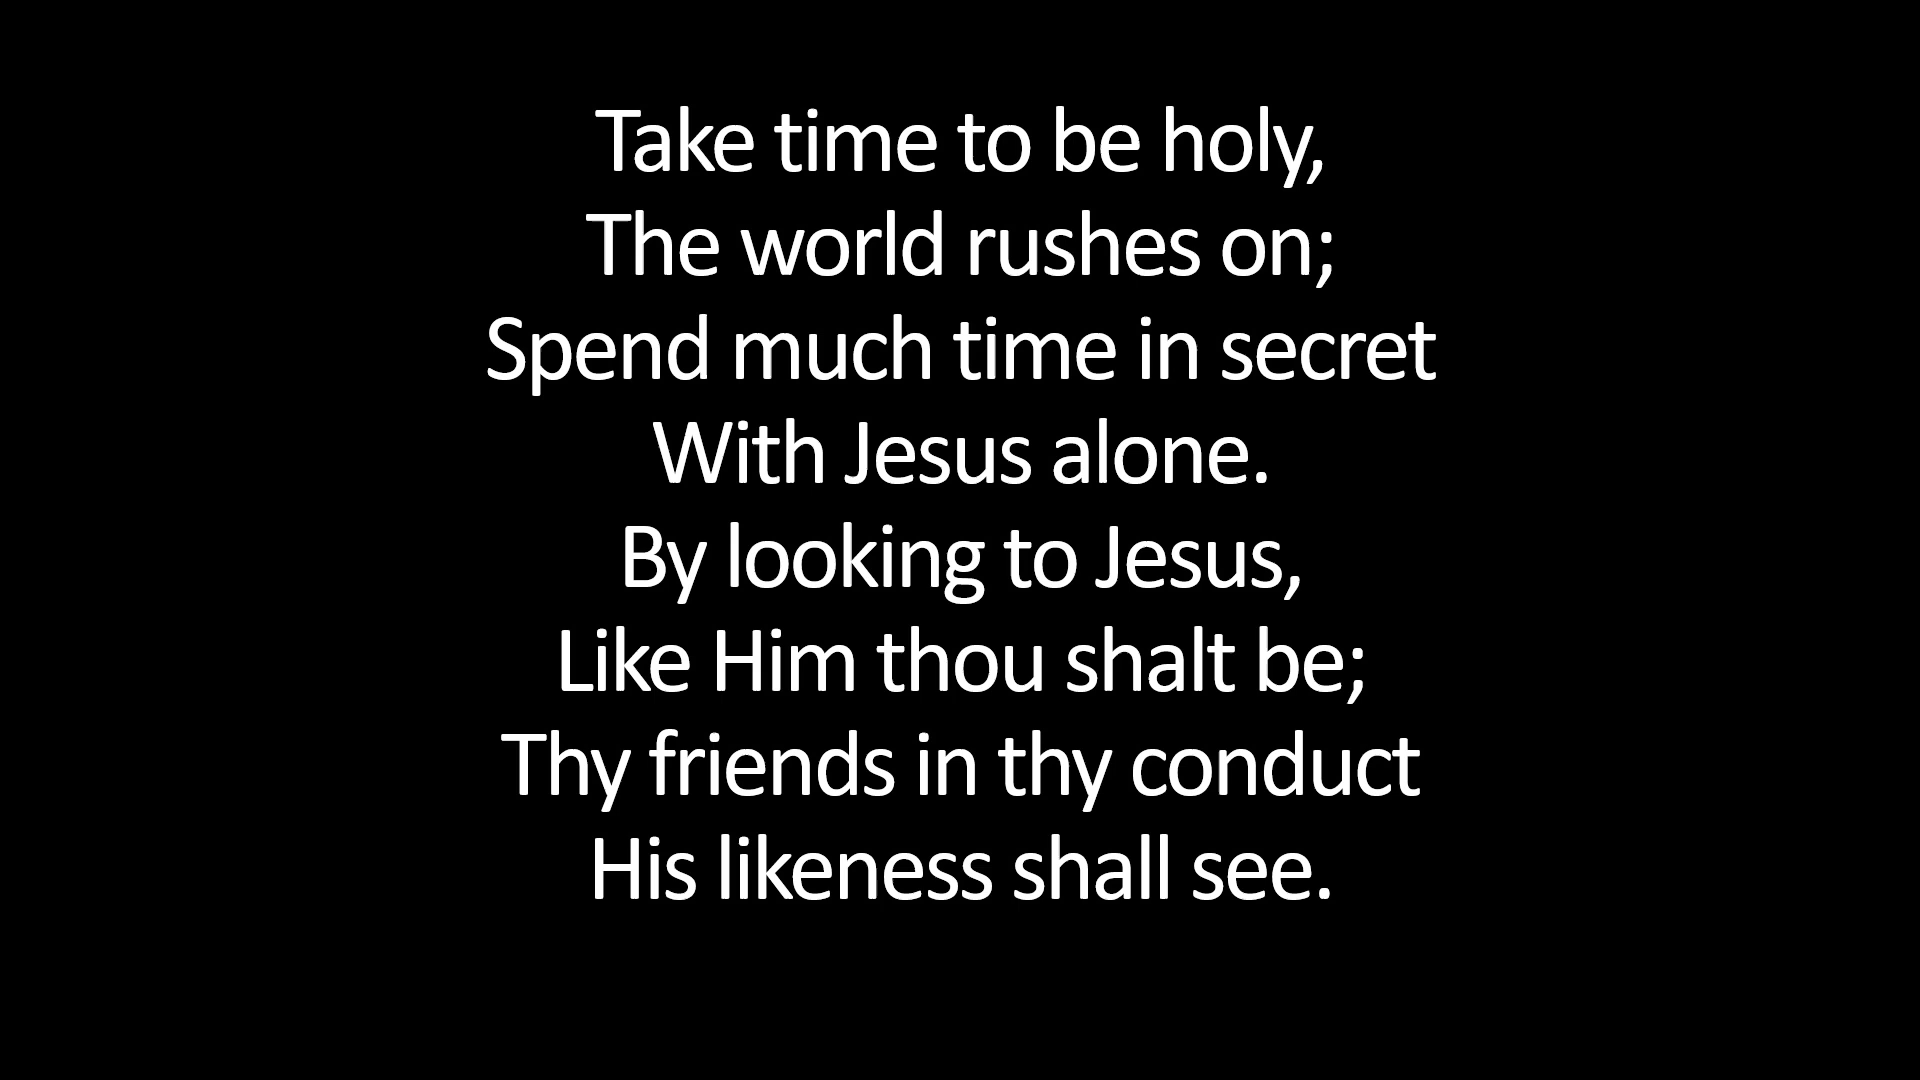 Take time to be holy,
The world rushes on;
Spend much time in secret
With Jesus alone.
By looking to Jesus,
Like Him thou shalt be;
Thy friends in thy conduct
His likeness shall see.